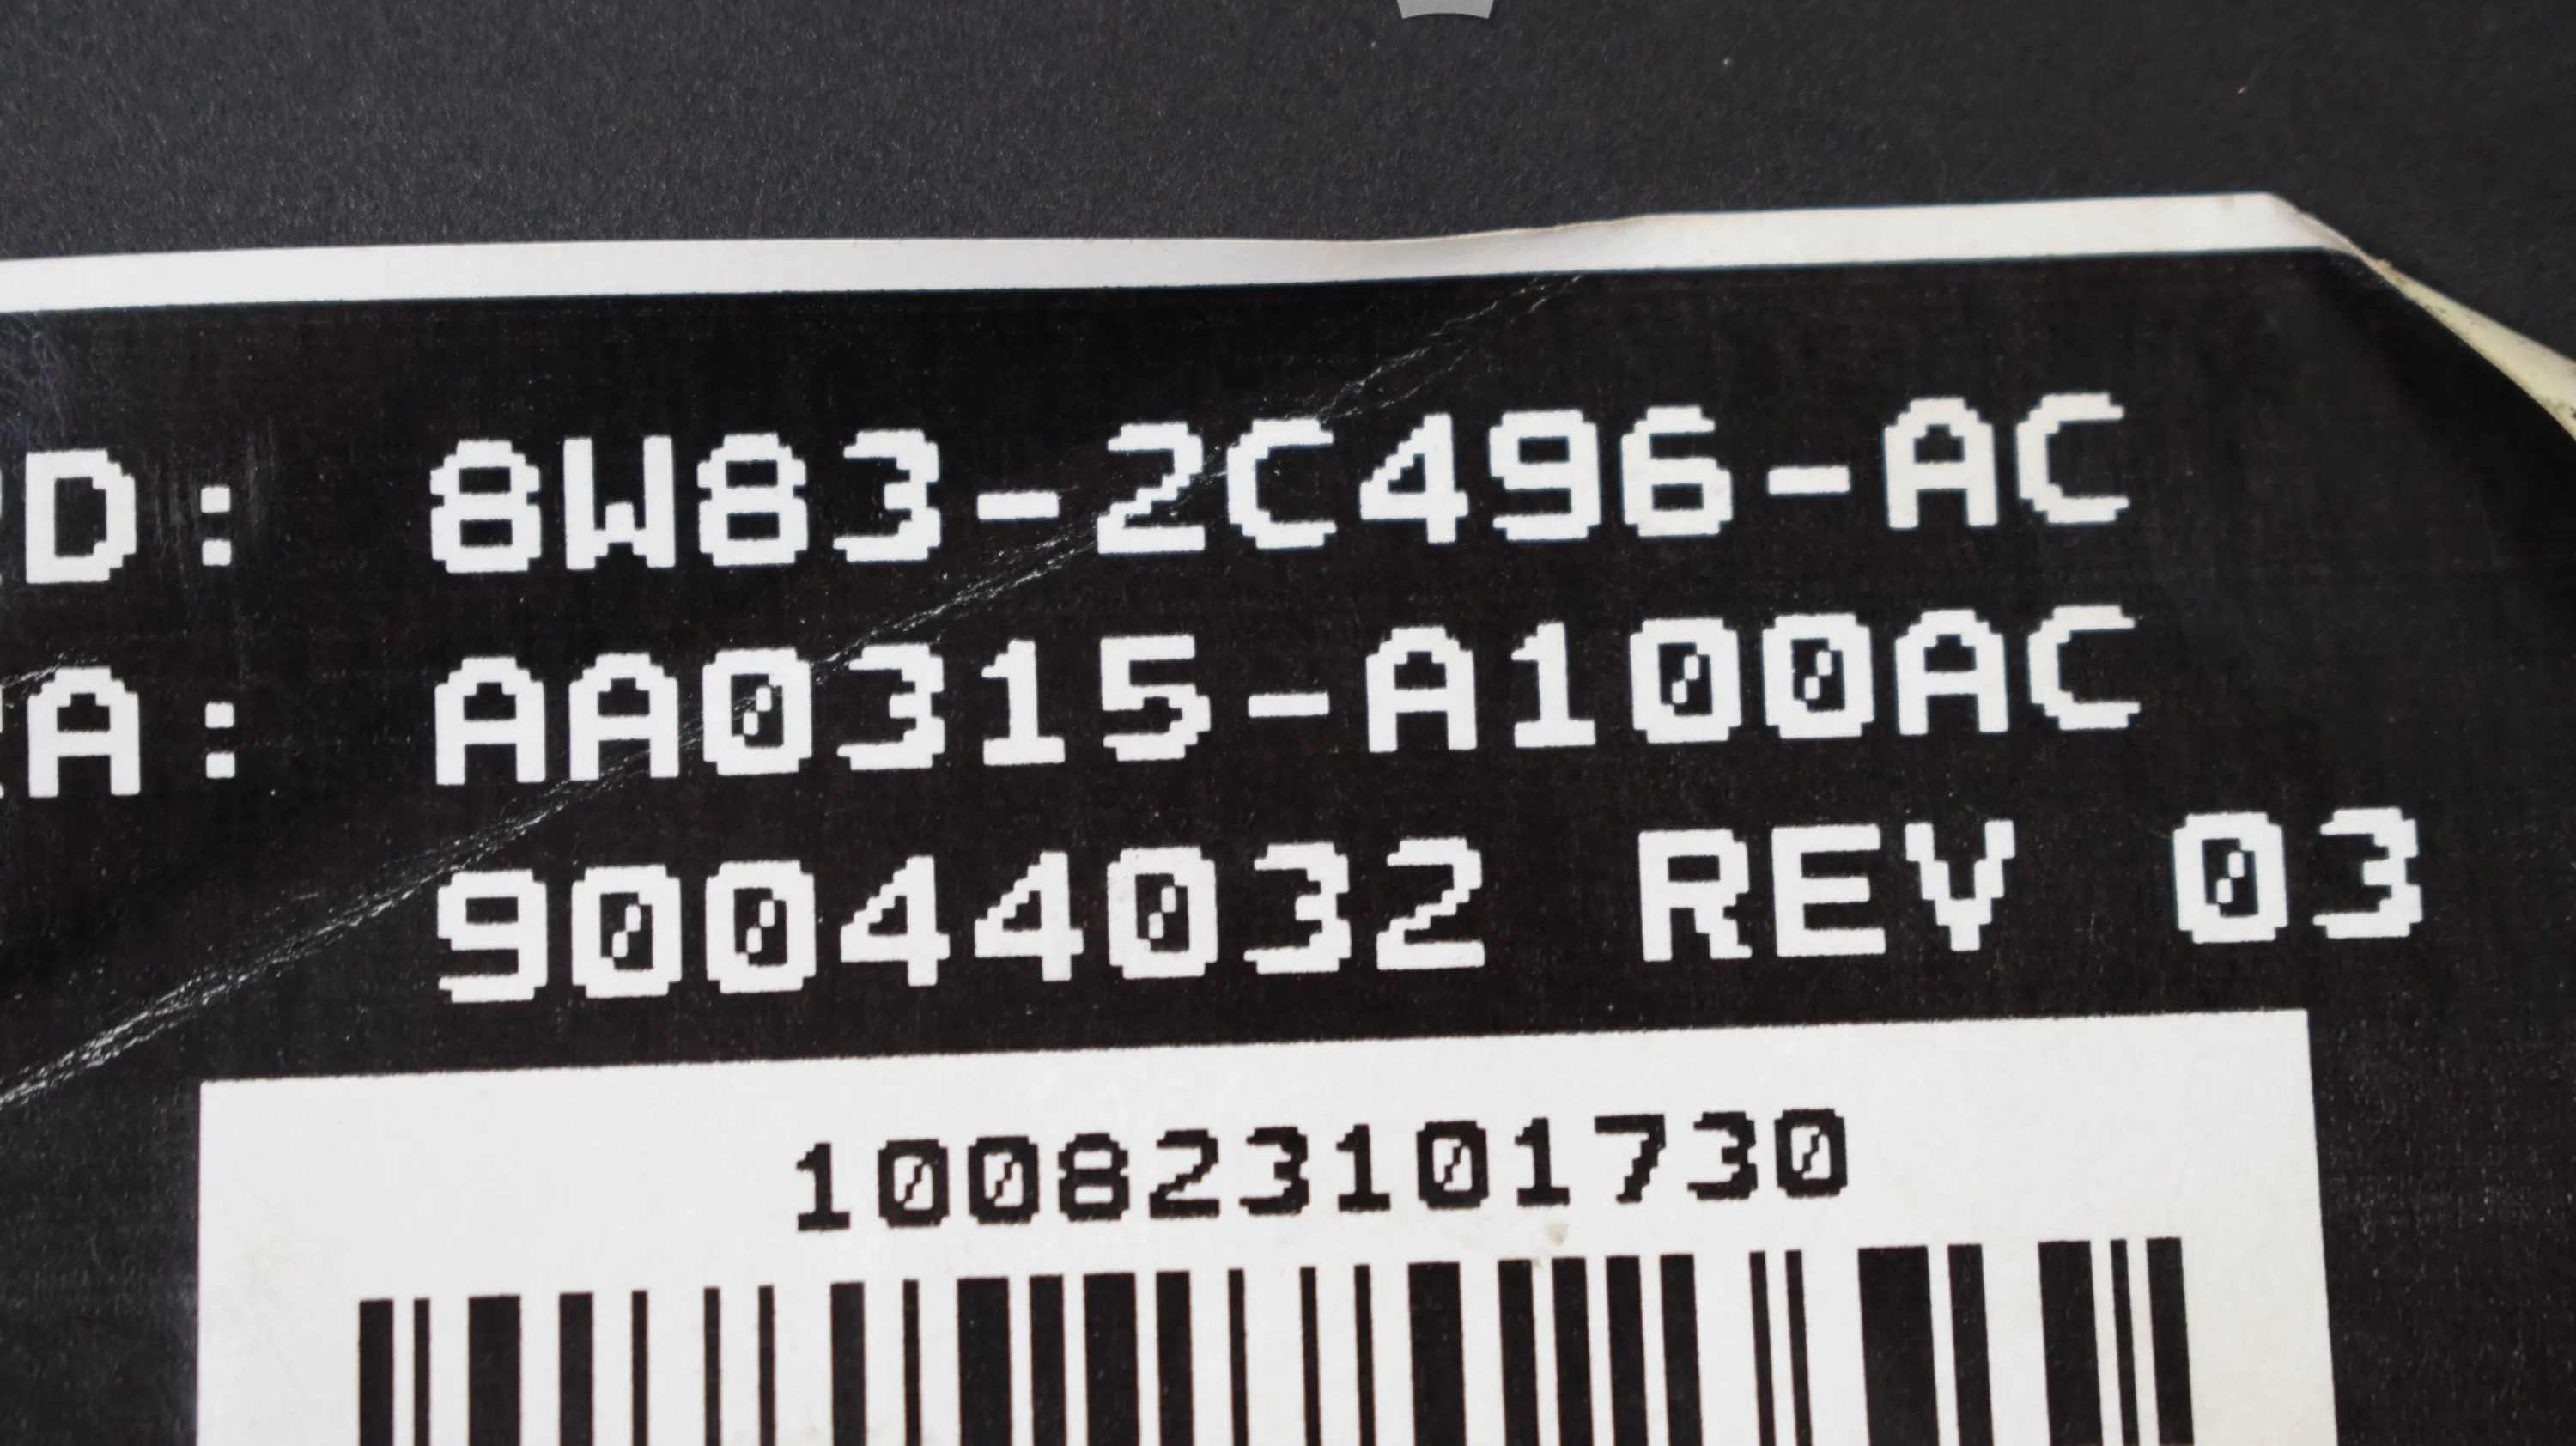 D: 8W83-2C496-AC
A: AA0315-A100AC
90044032 REV 03
100823101730